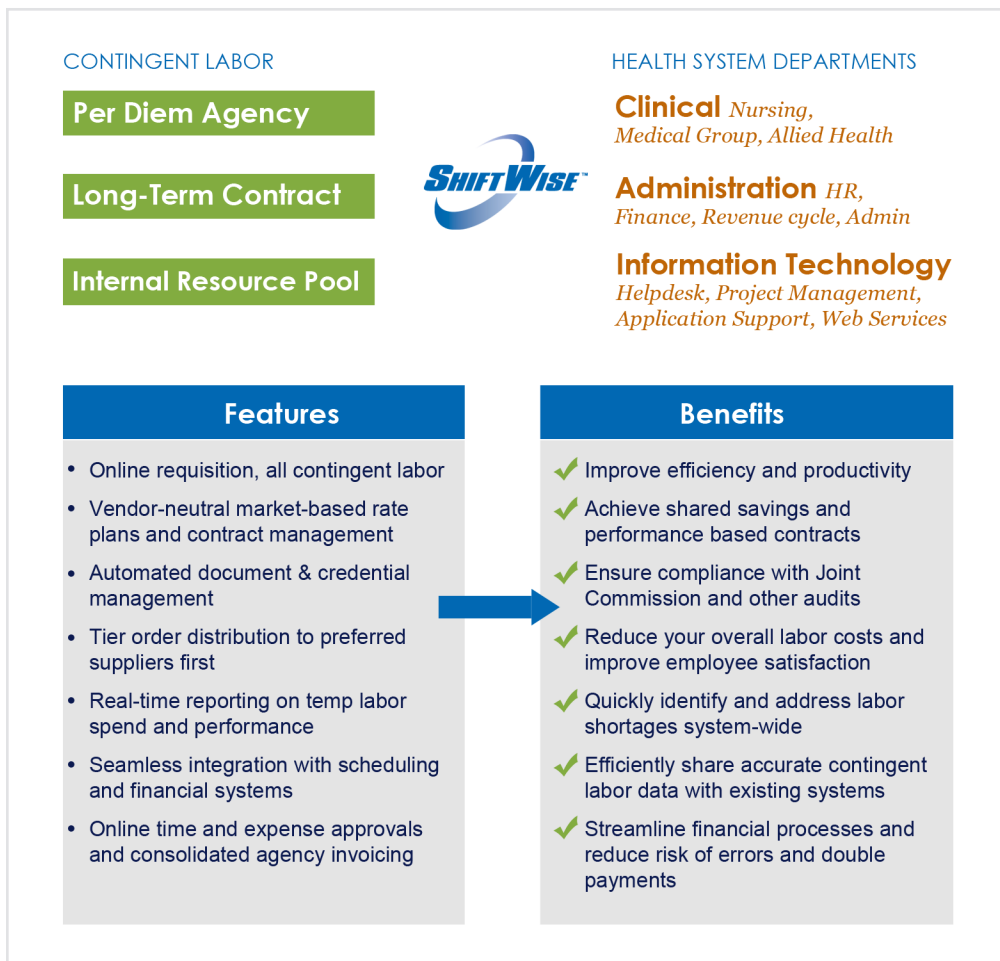 CONTINGENT LABOR
Per Diem Agency
Long-Term Contract
Internal Resource Pool
SHIFTWISE™
HEALTH SYSTEM DEPARTMENTS
Clinical Nursing,
Medical Group, Allied Health
Administration HR,
Finance, Revenue cycle, Admin
Information Technology
Helpdesk, Project Management,
Application Support, Web Services
Features
• Online requisition, all contingent labor
• Vendor-neutral market-based rate
plans and contract management
• Automated document & credential
management
• Tier order distribution to preferred
suppliers first
• Real-time reporting on temp labor
spend and performance
• Seamless integration with scheduling
and financial systems
• Online time and expense approvals
and consolidated agency invoicing
Benefits
Improve efficiency and productivity
Achieve shared savings and
performance based contracts
Ensure compliance with Joint
Commission and other audits
Reduce your overall labor costs and
improve employee satisfaction
Quickly identify and address labor
shortages system-wide
Efficiently share accurate contingent
labor data with existing systems
Streamline financial processes and
reduce risk of errors and double
payments